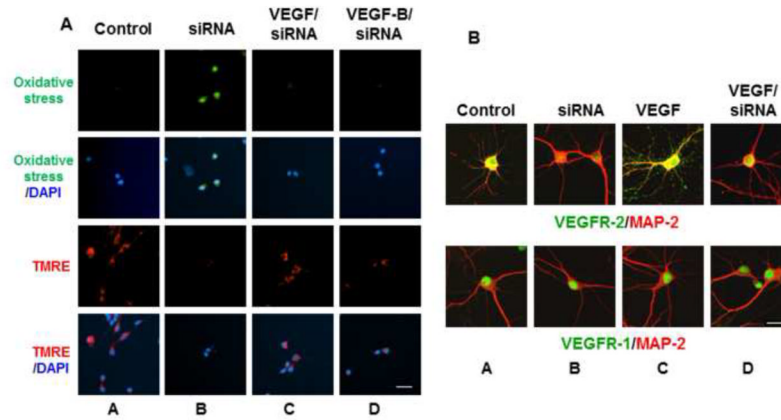 A
Control
siRNA
VEGF/
siRNA
VEGF-B/
siRNA
Oxidative
stress
Oxidative
stress
/DAPI
TMRE
TMRE
/DAPI
A B C D
B
Control
siRNA
VEGF
VEGF/
siRNA
VEGFR-2/MAP-2
VEGFR-1/MAP-2
A B C D